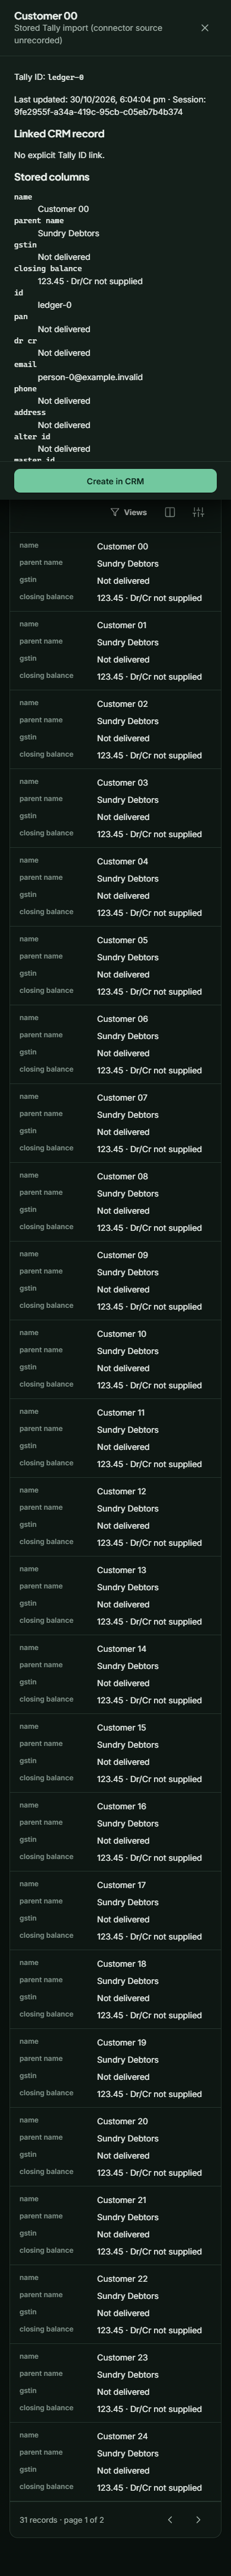 Customer 00
Stored Tally import (connector source
unrecorded)
Tally ID: ledger-0
Last updated: 30/10/2026, 6:04:04 pm · Session:
9fe2955f-a34a-419c-95cb-c05eb7b4b374
Linked CRM record
No explicit Tally ID link.
Stored columns
name
Customer 00
parent name
Sundry Debtors
gstin
Not delivered
closing balance
123.45 · Dr/Cr not supplied
id
ledger-0
pan
Not delivered
dr cr
Not delivered
email
person-0@example.invalid
phone
Not delivered
address
Not delivered
alter id
Not delivered
master id
Create in CRM
Views
name Customer 00
parent name Sundry Debtors
gstin Not delivered
closing balance 123.45 · Dr/Cr not supplied
name Customer 01
parent name Sundry Debtors
gstin Not delivered
closing balance 123.45 · Dr/Cr not supplied
name Customer 02
parent name Sundry Debtors
gstin Not delivered
closing balance 123.45 · Dr/Cr not supplied
name Customer 03
parent name Sundry Debtors
gstin Not delivered
closing balance 123.45 · Dr/Cr not supplied
name Customer 04
parent name Sundry Debtors
gstin Not delivered
closing balance 123.45 · Dr/Cr not supplied
name Customer 05
parent name Sundry Debtors
gstin Not delivered
closing balance 123.45 · Dr/Cr not supplied
name Customer 06
parent name Sundry Debtors
gstin Not delivered
closing balance 123.45 · Dr/Cr not supplied
name Customer 07
parent name Sundry Debtors
gstin Not delivered
closing balance 123.45 · Dr/Cr not supplied
name Customer 08
parent name Sundry Debtors
gstin Not delivered
closing balance 123.45 · Dr/Cr not supplied
name Customer 09
parent name Sundry Debtors
gstin Not delivered
closing balance 123.45 · Dr/Cr not supplied
name Customer 10
parent name Sundry Debtors
gstin Not delivered
closing balance 123.45 · Dr/Cr not supplied
name Customer 11
parent name Sundry Debtors
gstin Not delivered
closing balance 123.45 · Dr/Cr not supplied
name Customer 12
parent name Sundry Debtors
gstin Not delivered
closing balance 123.45 · Dr/Cr not supplied
name Customer 13
parent name Sundry Debtors
gstin Not delivered
closing balance 123.45 · Dr/Cr not supplied
name Customer 14
parent name Sundry Debtors
gstin Not delivered
closing balance 123.45 · Dr/Cr not supplied
name Customer 15
parent name Sundry Debtors
gstin Not delivered
closing balance 123.45 · Dr/Cr not supplied
name Customer 16
parent name Sundry Debtors
gstin Not delivered
closing balance 123.45 · Dr/Cr not supplied
name Customer 17
parent name Sundry Debtors
gstin Not delivered
closing balance 123.45 · Dr/Cr not supplied
name Customer 18
parent name Sundry Debtors
gstin Not delivered
closing balance 123.45 · Dr/Cr not supplied
name Customer 19
parent name Sundry Debtors
gstin Not delivered
closing balance 123.45 · Dr/Cr not supplied
name Customer 20
parent name Sundry Debtors
gstin Not delivered
closing balance 123.45 · Dr/Cr not supplied
name Customer 21
parent name Sundry Debtors
gstin Not delivered
closing balance 123.45 · Dr/Cr not supplied
name Customer 22
parent name Sundry Debtors
gstin Not delivered
closing balance 123.45 · Dr/Cr not supplied
name Customer 23
parent name Sundry Debtors
gstin Not delivered
closing balance 123.45 · Dr/Cr not supplied
name Customer 24
parent name Sundry Debtors
gstin Not delivered
closing balance 123.45 · Dr/Cr not supplied
31 records · page 1 of 2